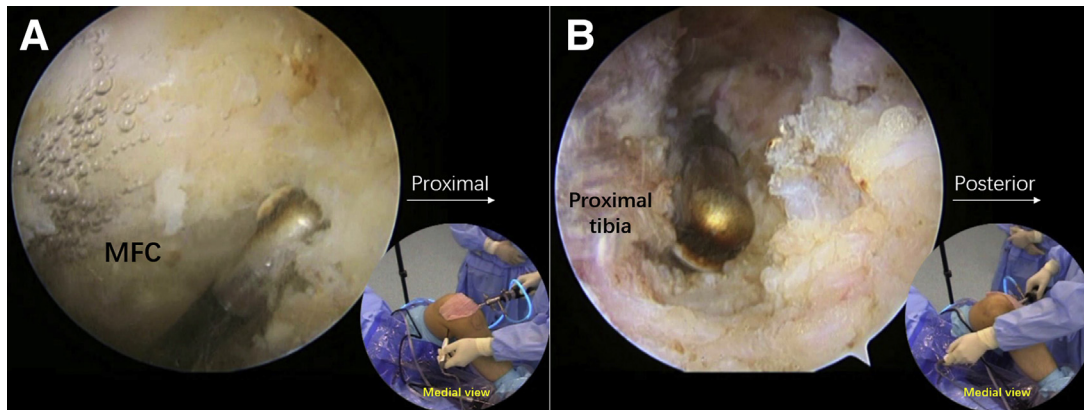 A
MFC
Proximal
Medial view
B
Proximal
tibia
Posterior
Medial view